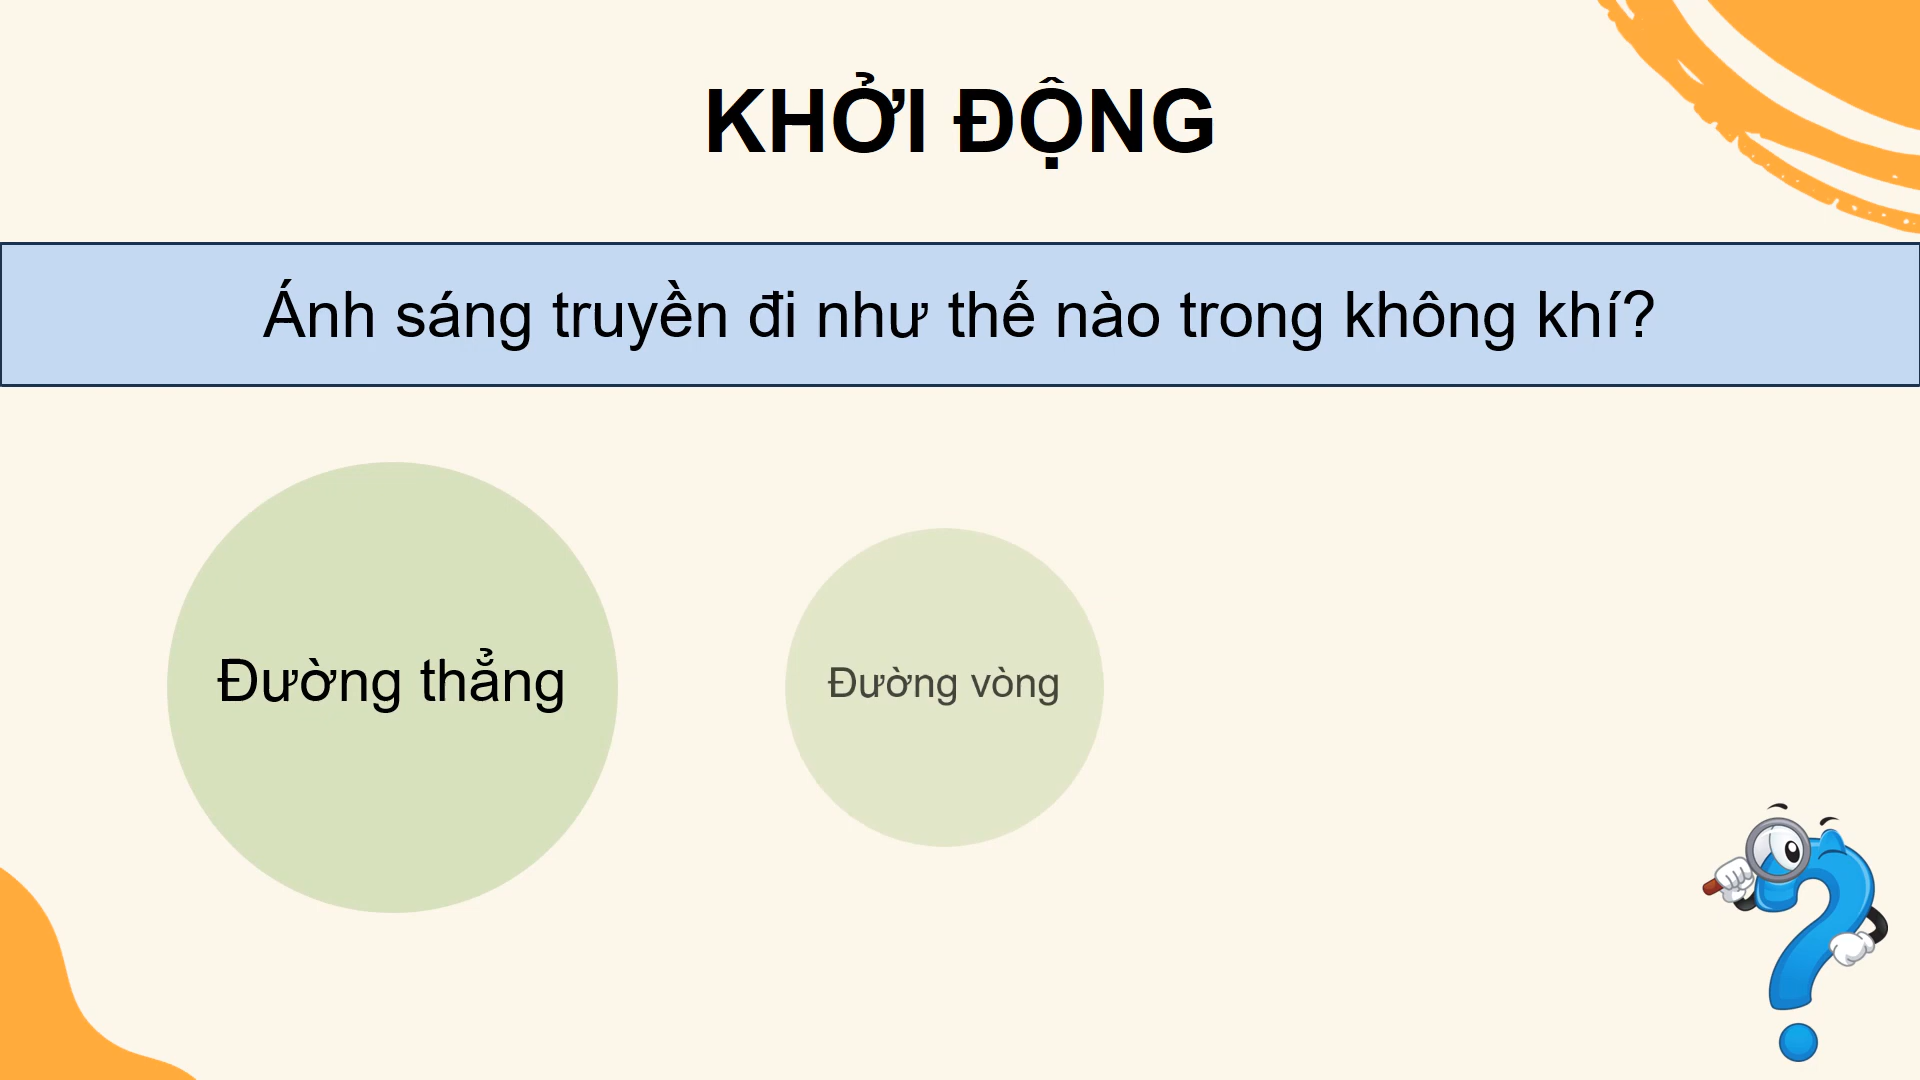 KHỞI ĐỘNG
Ánh sáng truyền đi như thế nào trong không khí?
Đường thẳng
Đường vòng